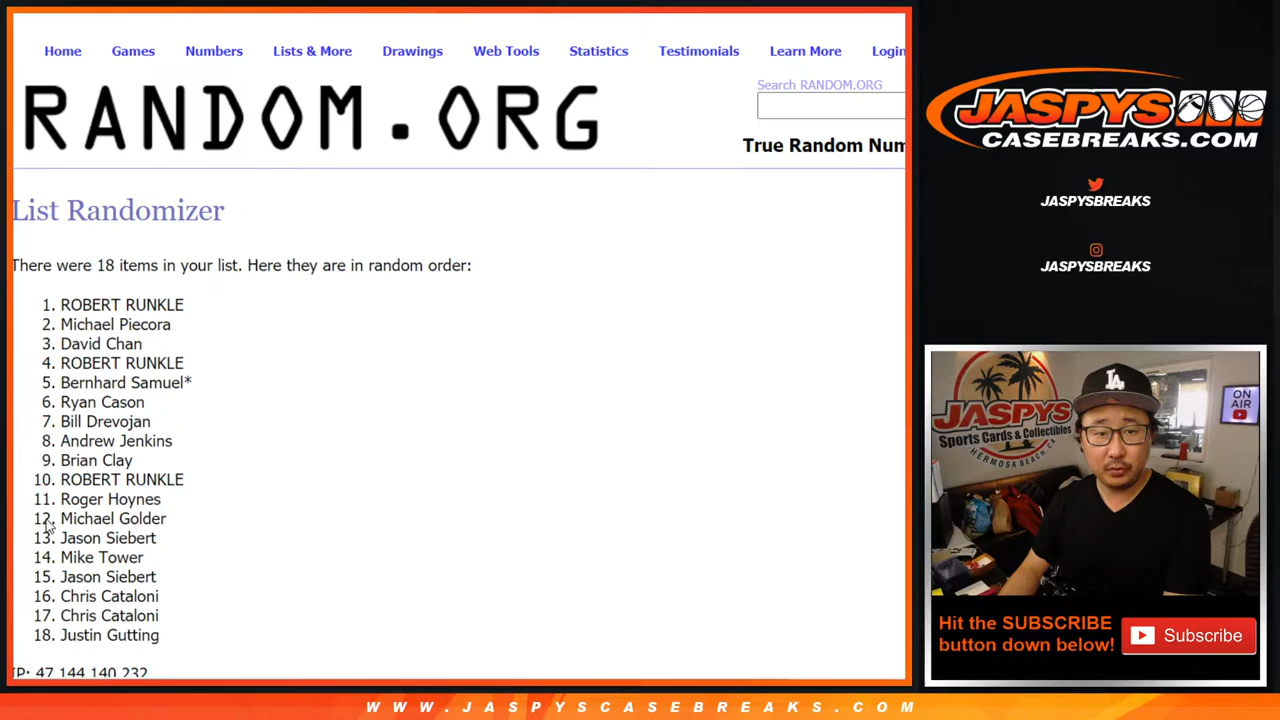 Home Games Numbers Lists & More Drawings Web Tools Statistics Testimonials Learn More Login
RANDOM.ORG
Search RANDOM.ORG
True Random Num
List Randomizer
There were 18 items in your list. Here they are in random order:
1. ROBERT RUNKLE
2. Michael Piecora
3. David Chan
4. ROBERT RUNKLE
5. Bernhard Samuel*
6. Ryan Cason
7. Bill Drevojan
8. Andrew Jenkins
9. Brian Clay
10. ROBERT RUNKLE
11. Roger Hoynes
12. Michael Golder
13. Jason Siebert
14. Mike Tower
15. Jason Siebert
16. Chris Cataloni
17. Chris Cataloni
18. Justin Gutting
IP: 47.144.140.232
JASPYS
CASEBREAKS.COM
JASPYSBREAKS
JASPYSBREAKS
JASPYS
Sports Cards & Collectibles
HERMOSA BEACH, CA
LA
ON AIR
Hit the SUBSCRIBE
button down below!
Subscribe
WWW.JASPYSCASEBREAKS.COM